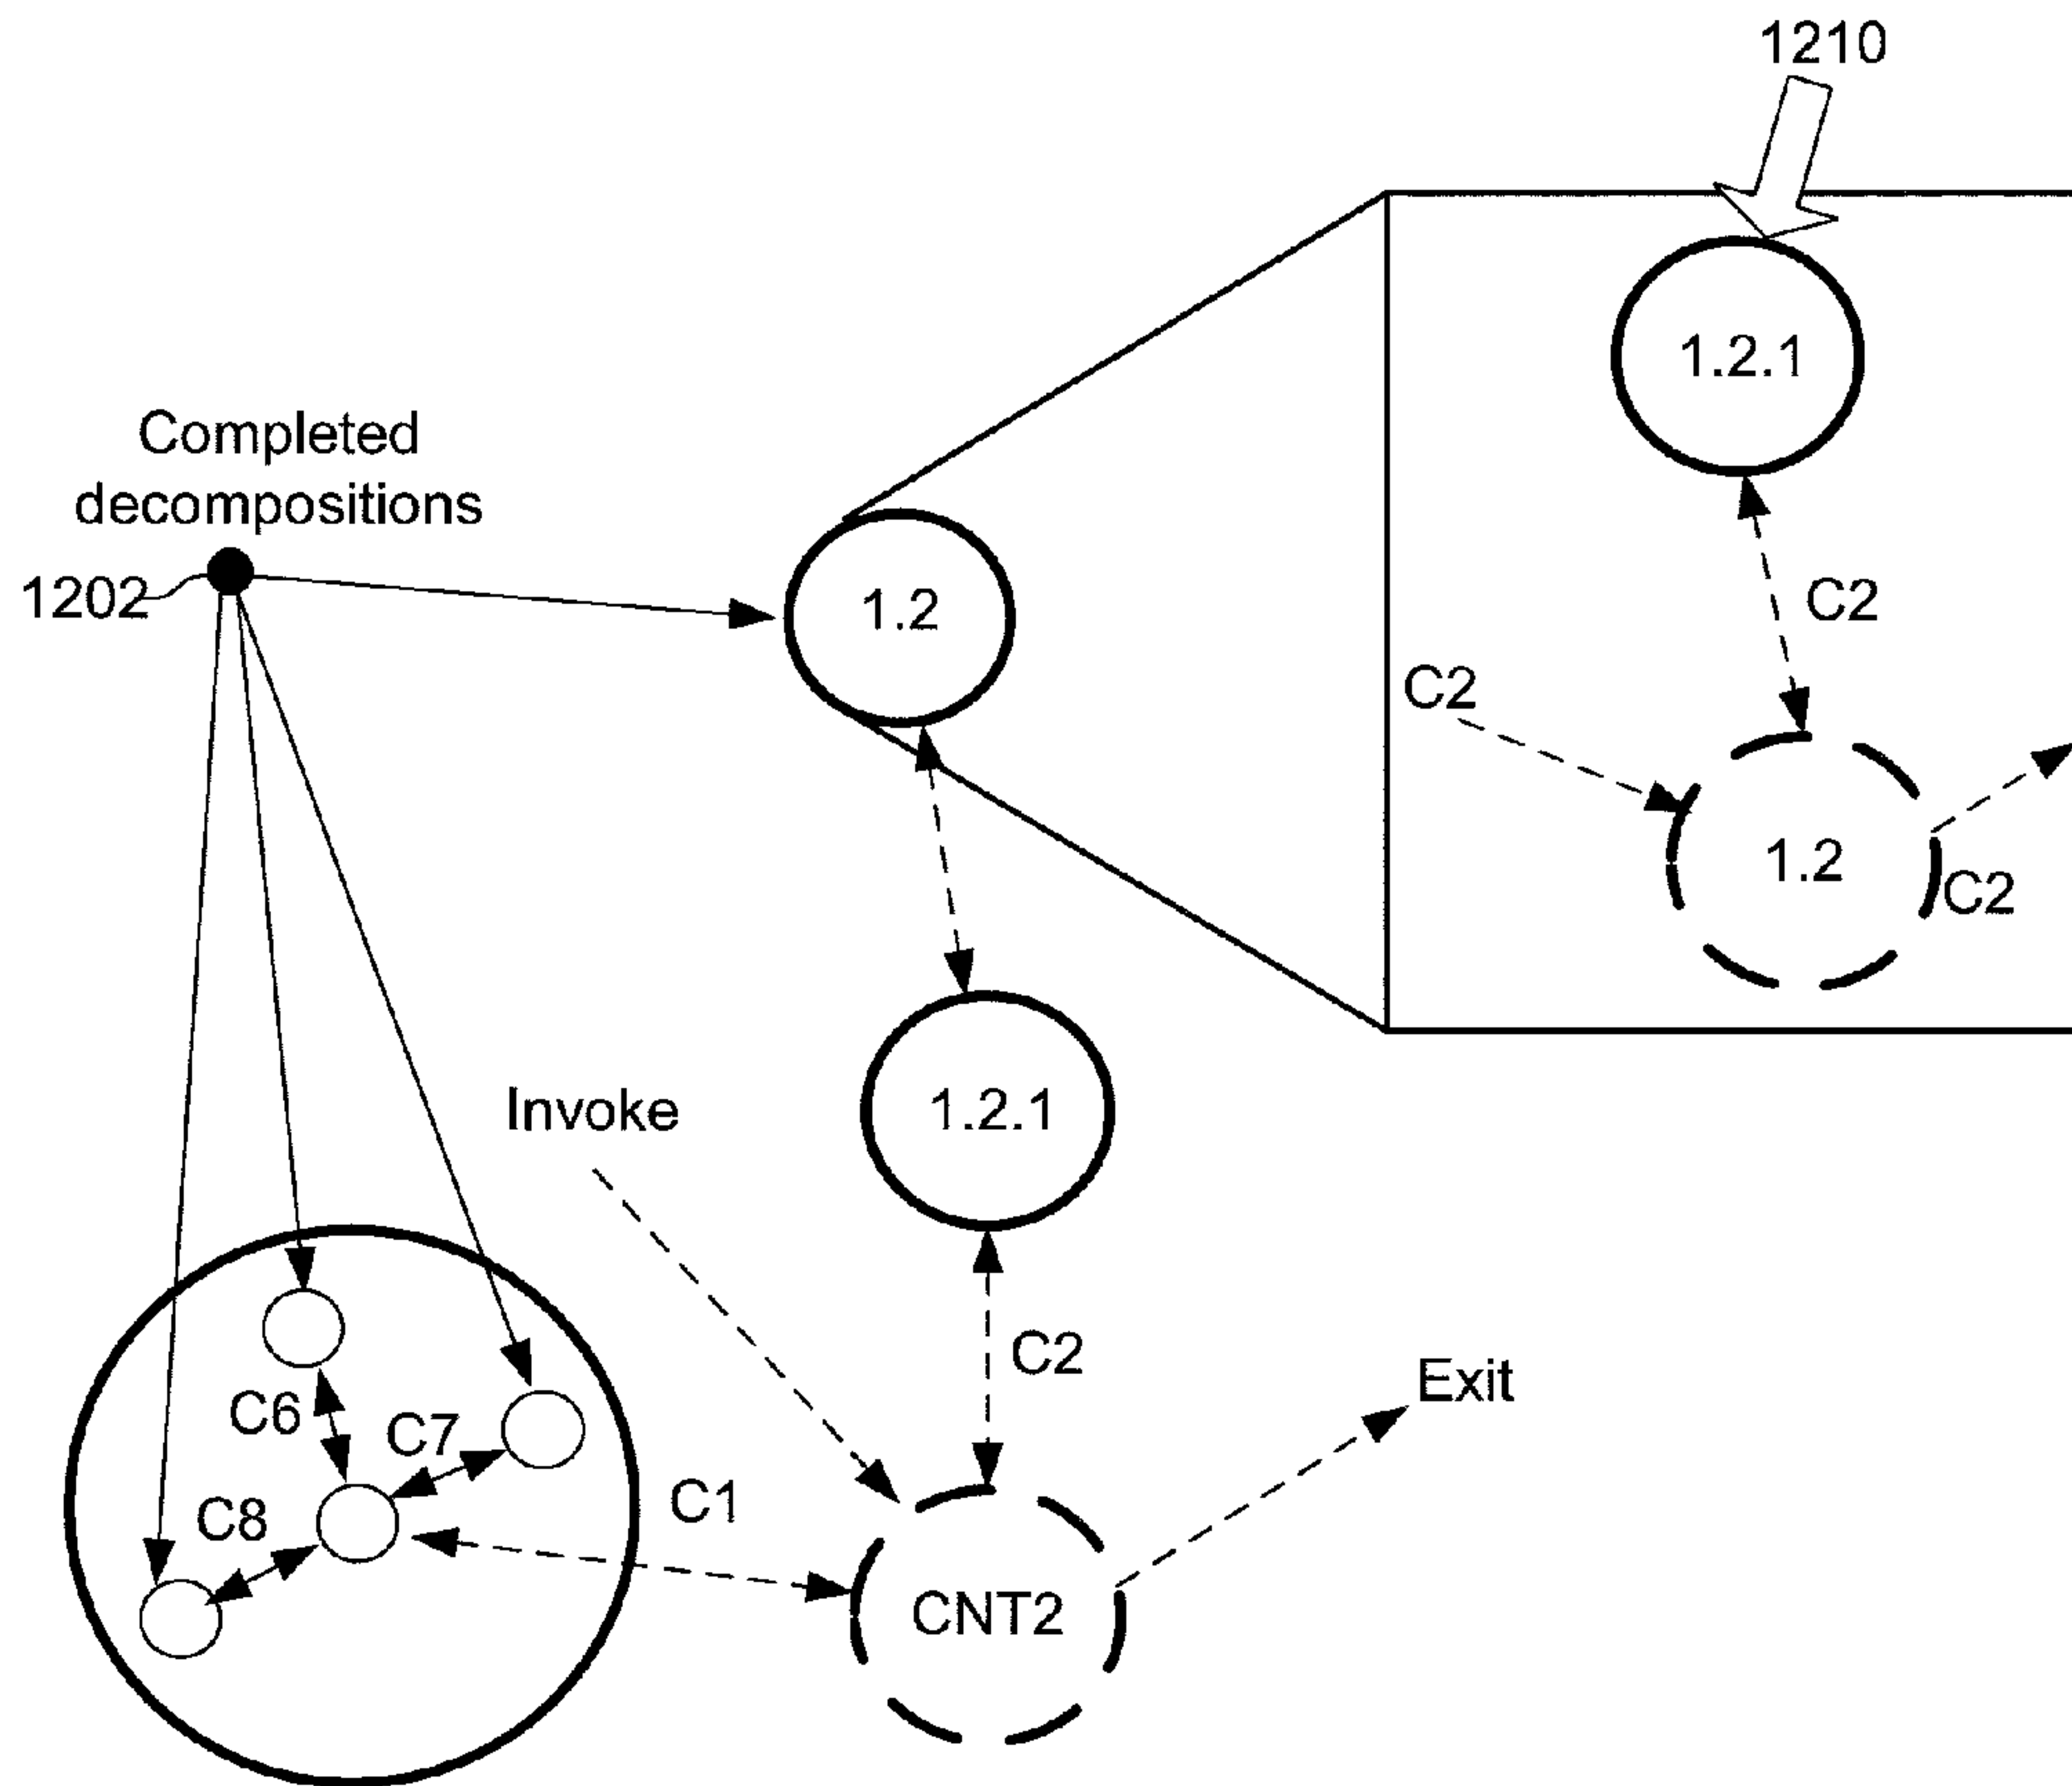 1210
1.2.1
Completed
decompositions
1202
1.2
C2
C2
1.2
C2
Invoke
1.2.1
C2
Exit
C6
C7
C1
C8
CNT2